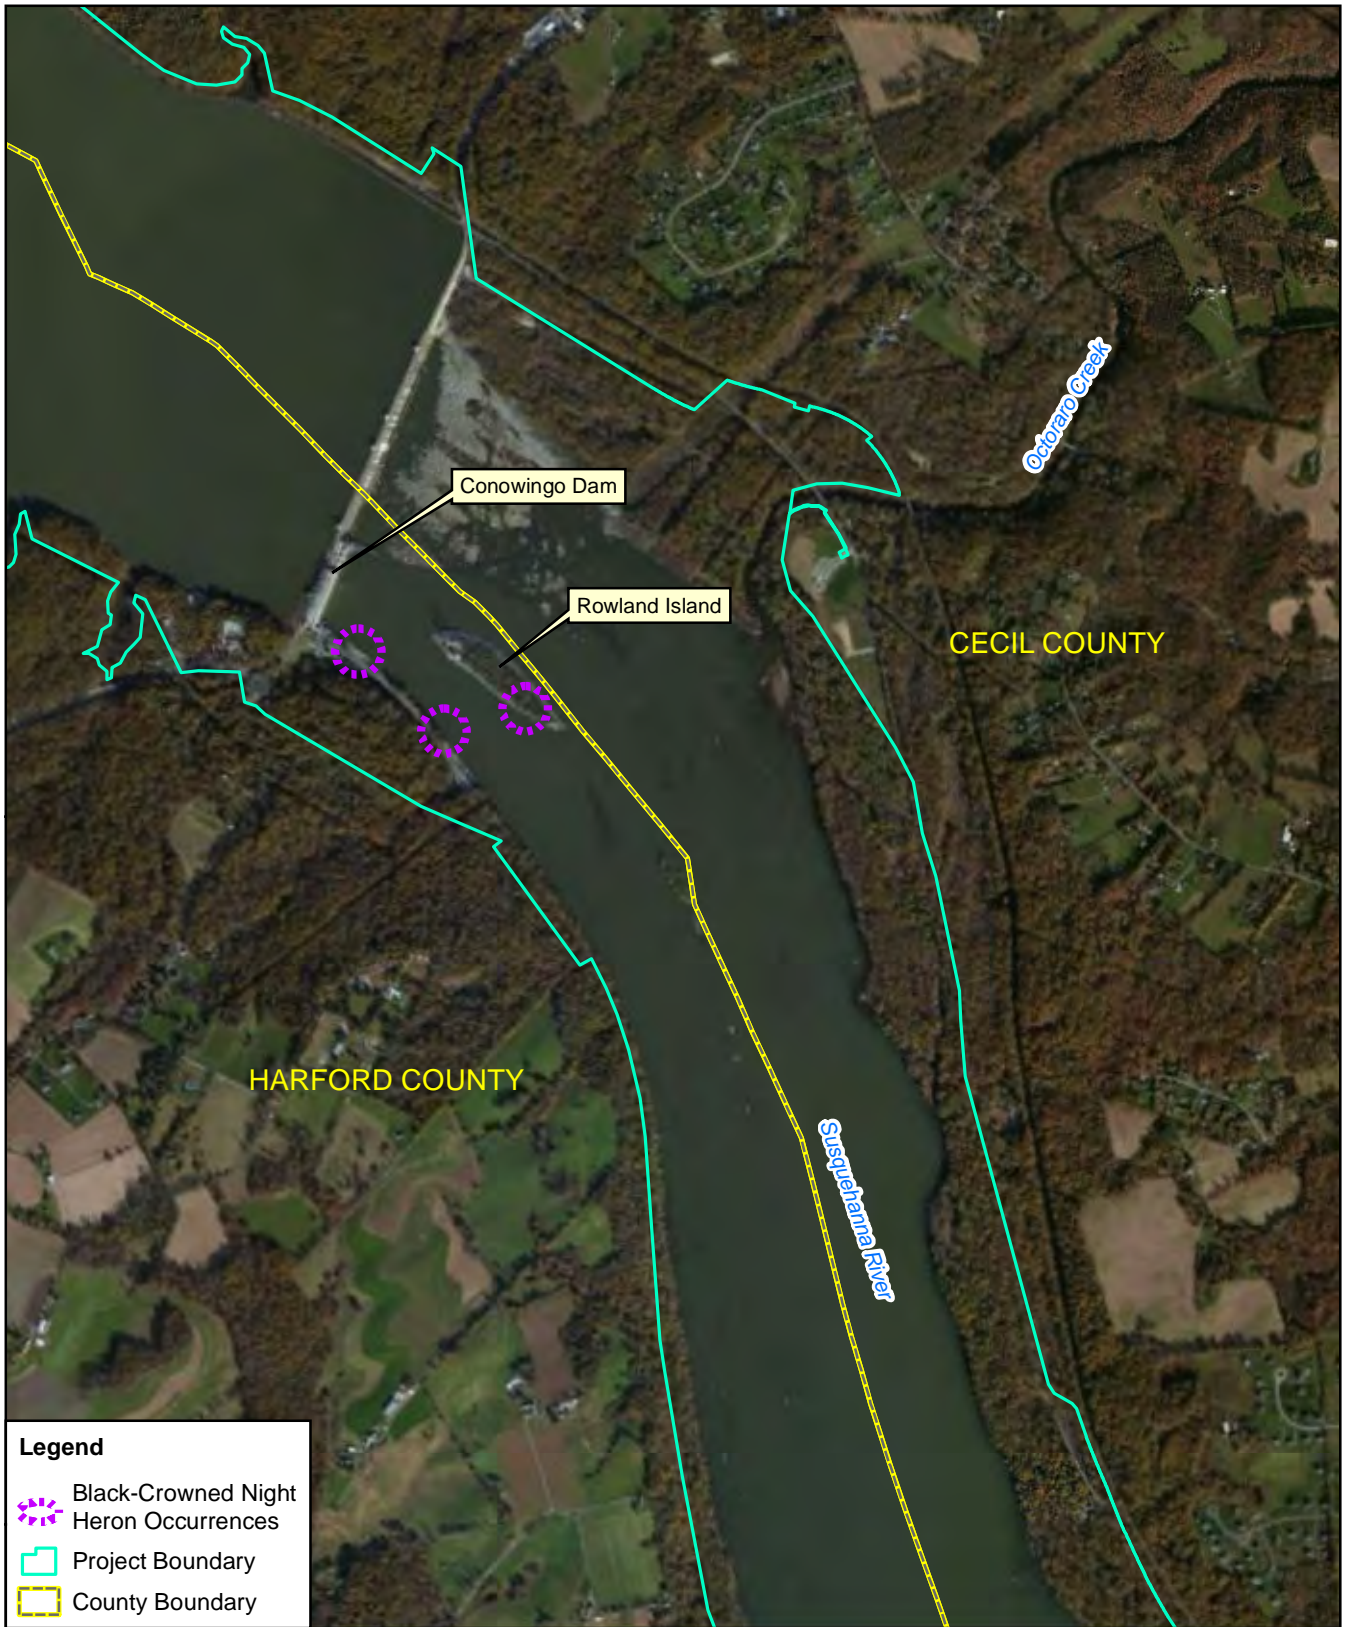 Octoraro Creek
Conowingo Dam
Rowland Island
CECIL COUNTY
HARFORD COUNTY
Susquehanna River
Legend
Black-Crowned Night
Heron Occurrences
Project Boundary
County Boundary